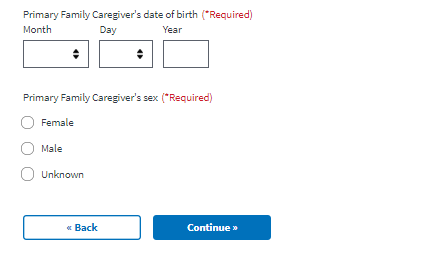 Primary Family Caregiver's date of birth (*Required)
Month Day Year
Primary Family Caregiver's sex (*Required)
Female
Male
Unknown
« Back Continue »